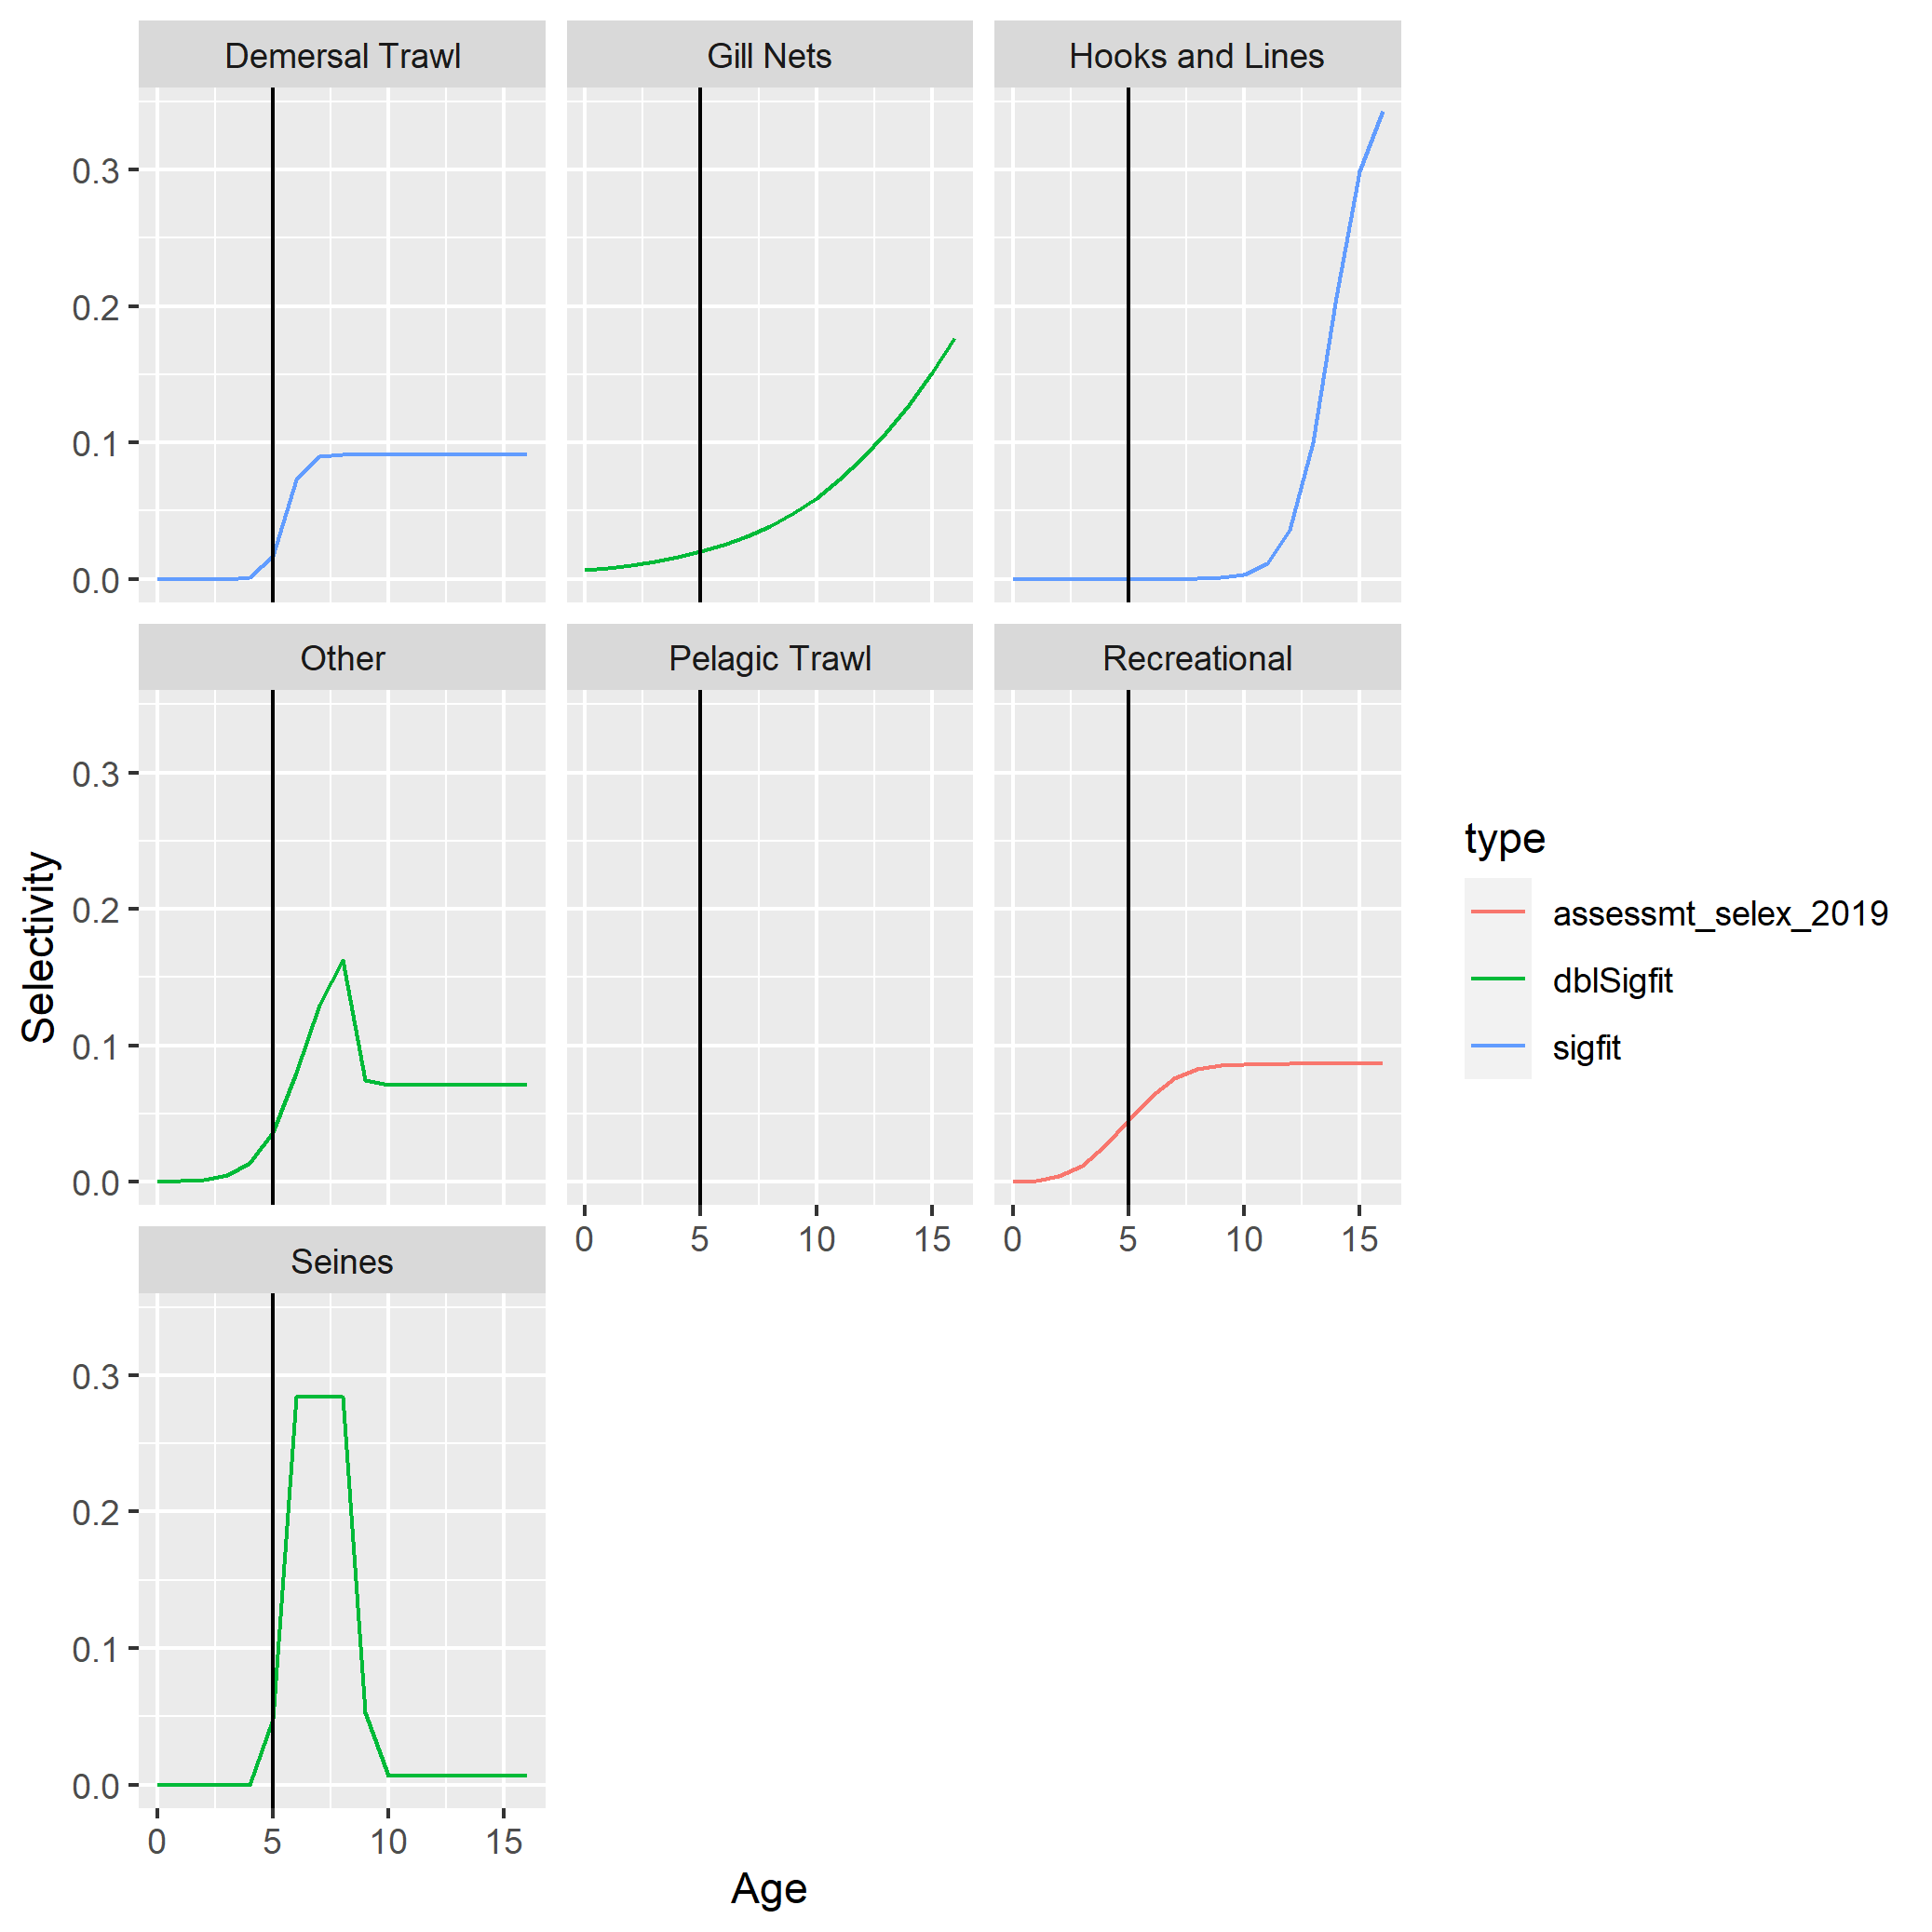 Demersal Trawl
Gill Nets
Hooks and Lines
0.3
0.2
0.1
0.0
Other
Pelagic Trawl
Recreational
0.3
0.2
0.1
0.0
0 5 10 15
0 5 10 15
Seines
0.3
0.2
0.1
0.0
0 5 10 15
Selectivity
Age
type
assessmt_selex_2019
dblSigfit
sigfit